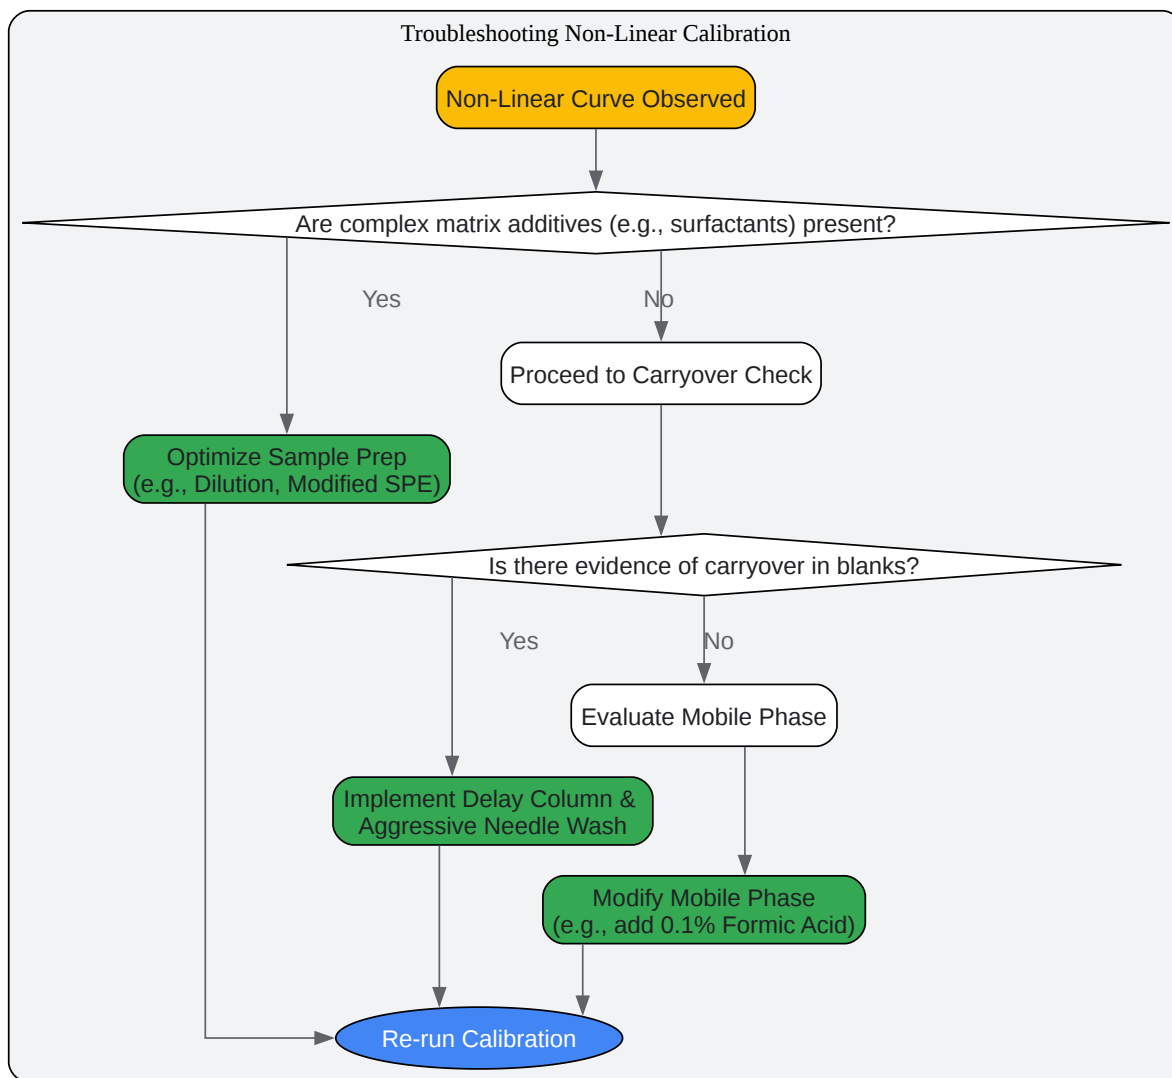 Troubleshooting Non-Linear Calibration
Non-Linear Curve Observed
Are complex matrix additives (e.g., surfactants) present?
Yes
No
Proceed to Carryover Check
Optimize Sample Prep
(e.g., Dilution, Modified SPE)
Is there evidence of carryover in blanks?
Yes
No
Evaluate Mobile Phase
Implement Delay Column &
Aggressive Needle Wash
Modify Mobile Phase
(e.g., add 0.1% Formic Acid)
Re-run Calibration